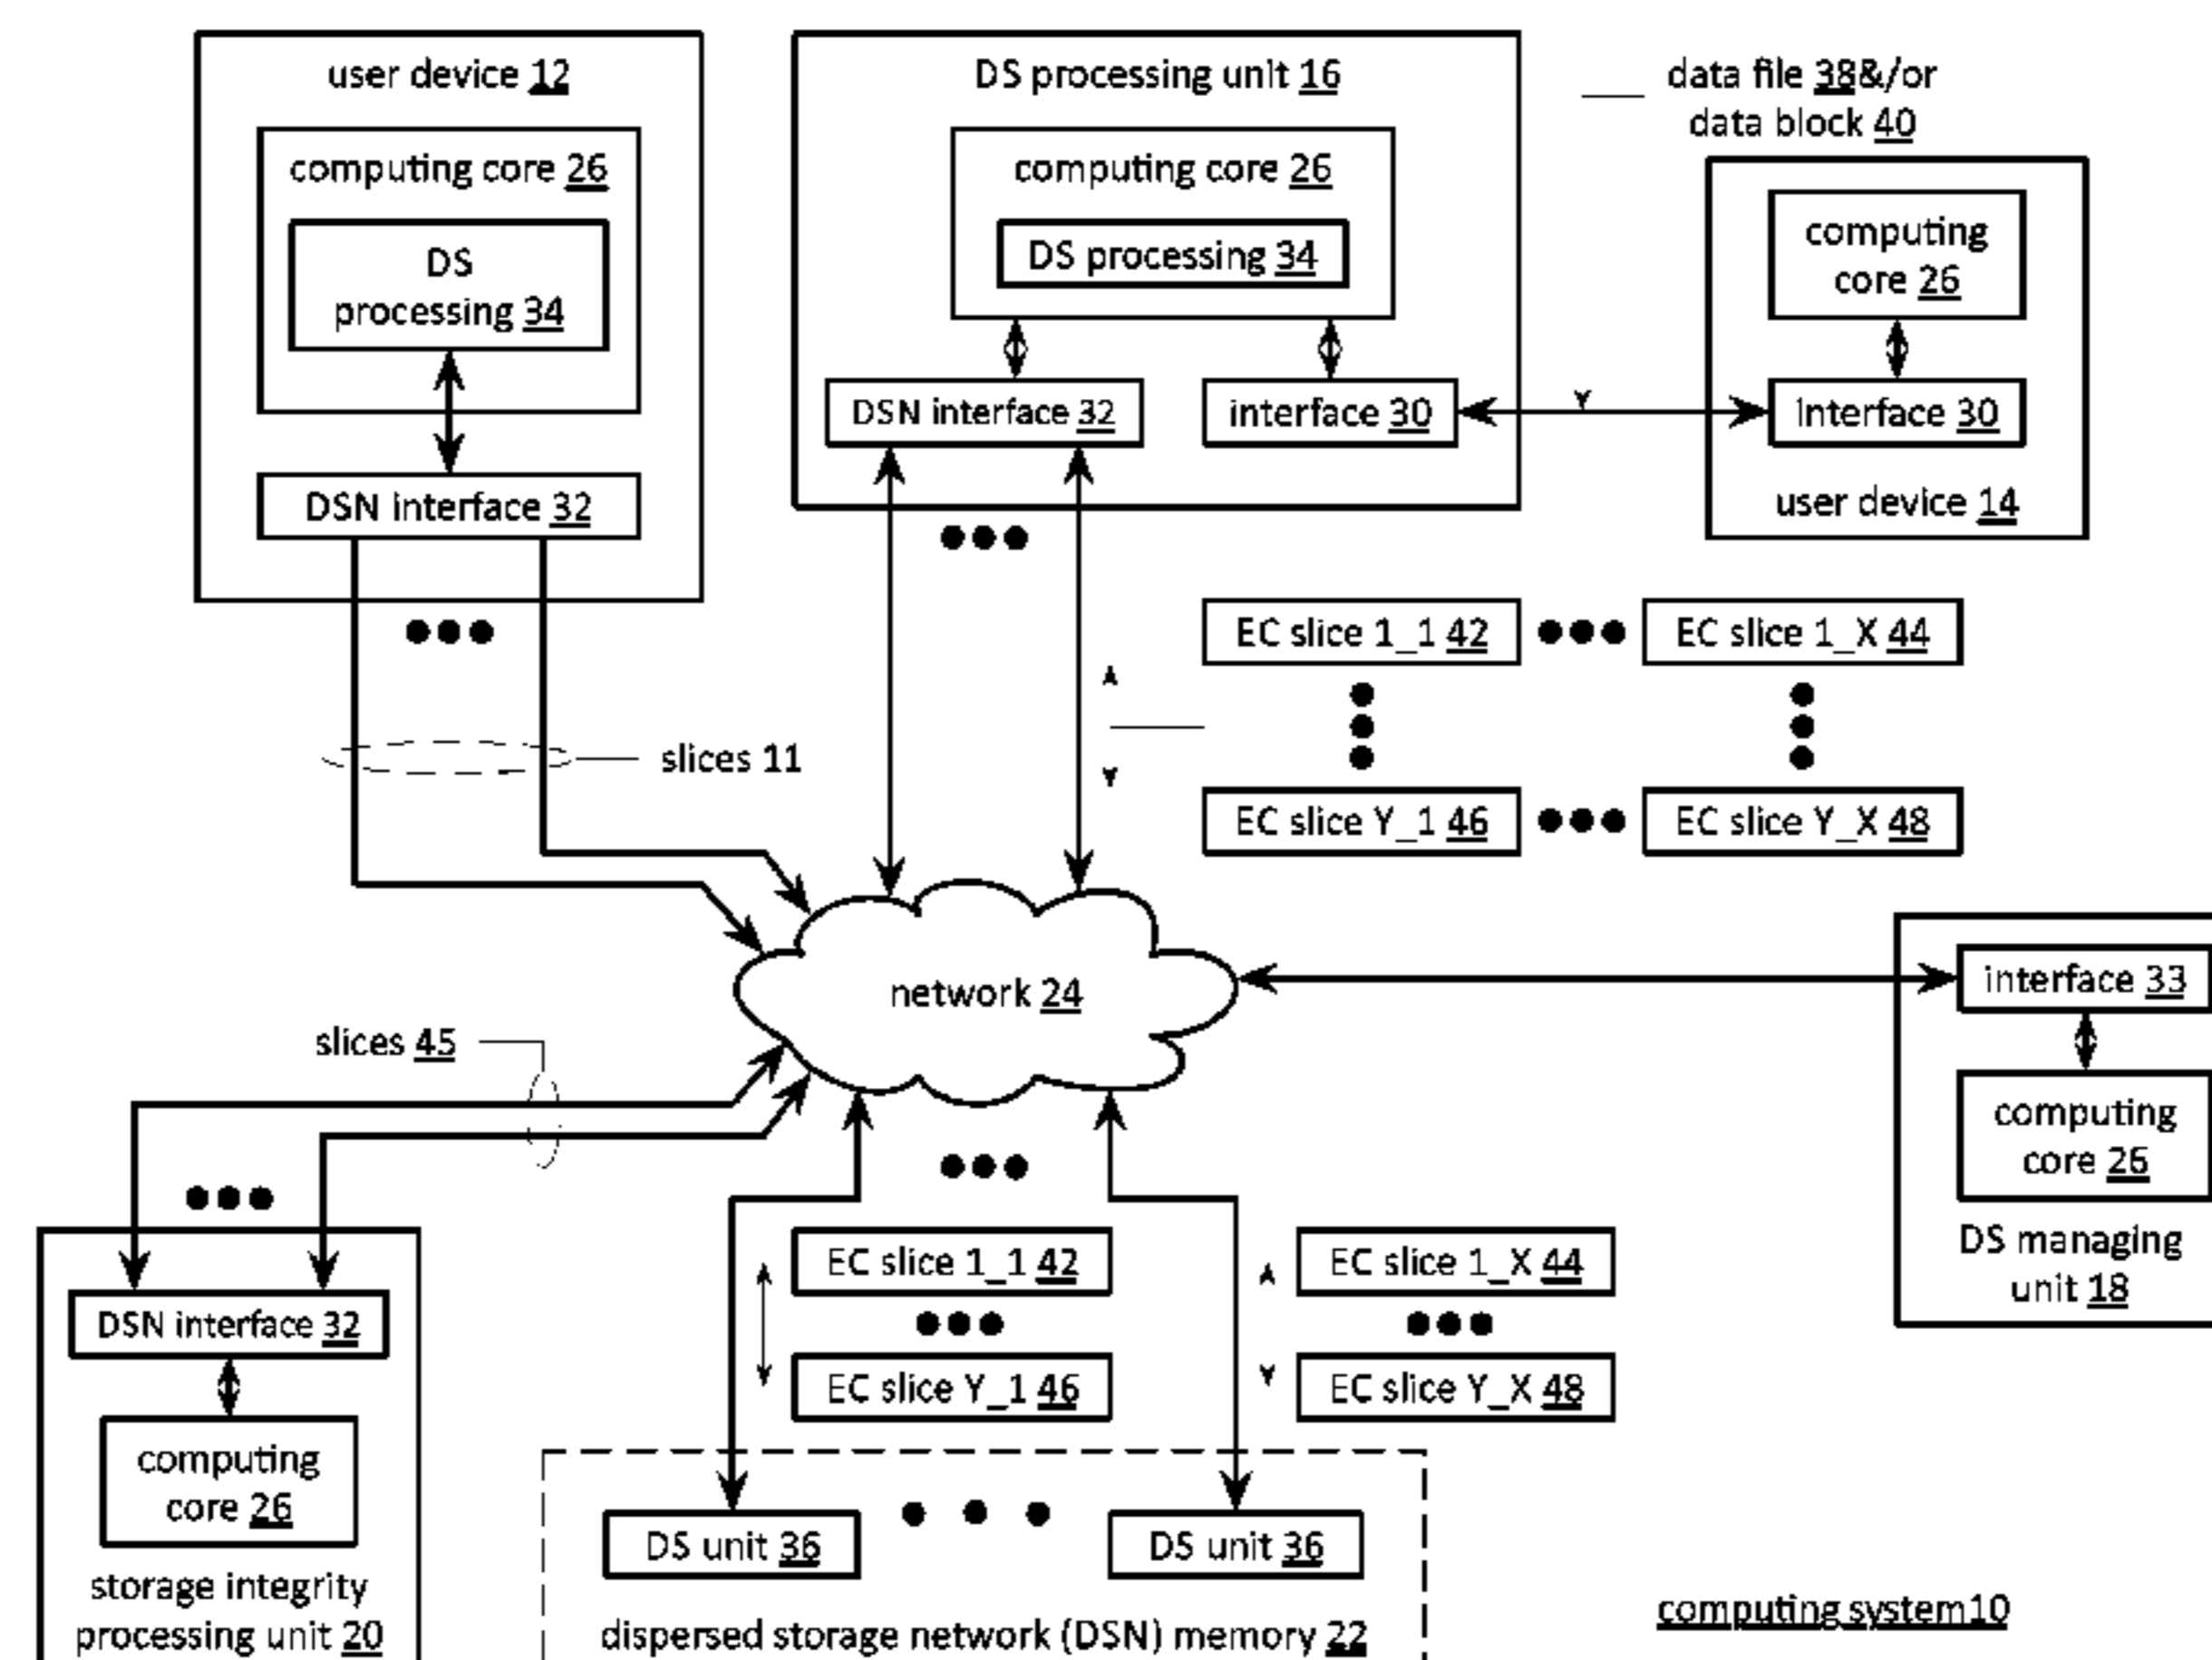 user device 12
computing core 26
DS
processing 34
DSN interface 32
slices 11
DS processing unit 16
computing core 26
DS processing 34
DSN interface 32
interface 30
data file 38&/or
data block 40
computing
core 26
interface 30
user device 14
EC slice 1_1 42
EC slice 1_X 44
EC slice Y_1 46
EC slice Y_X 48
network 24
interface 33
computing
core 26
DS managing
unit 18
slices 45
DSN interface 32
computing
core 26
storage integrity
processing unit 20
EC slice 1_1 42
EC slice Y_1 46
EC slice 1_X 44
EC slice Y_X 48
DS unit 36
DS unit 36
dispersed storage network (DSN) memory 22
computing system10